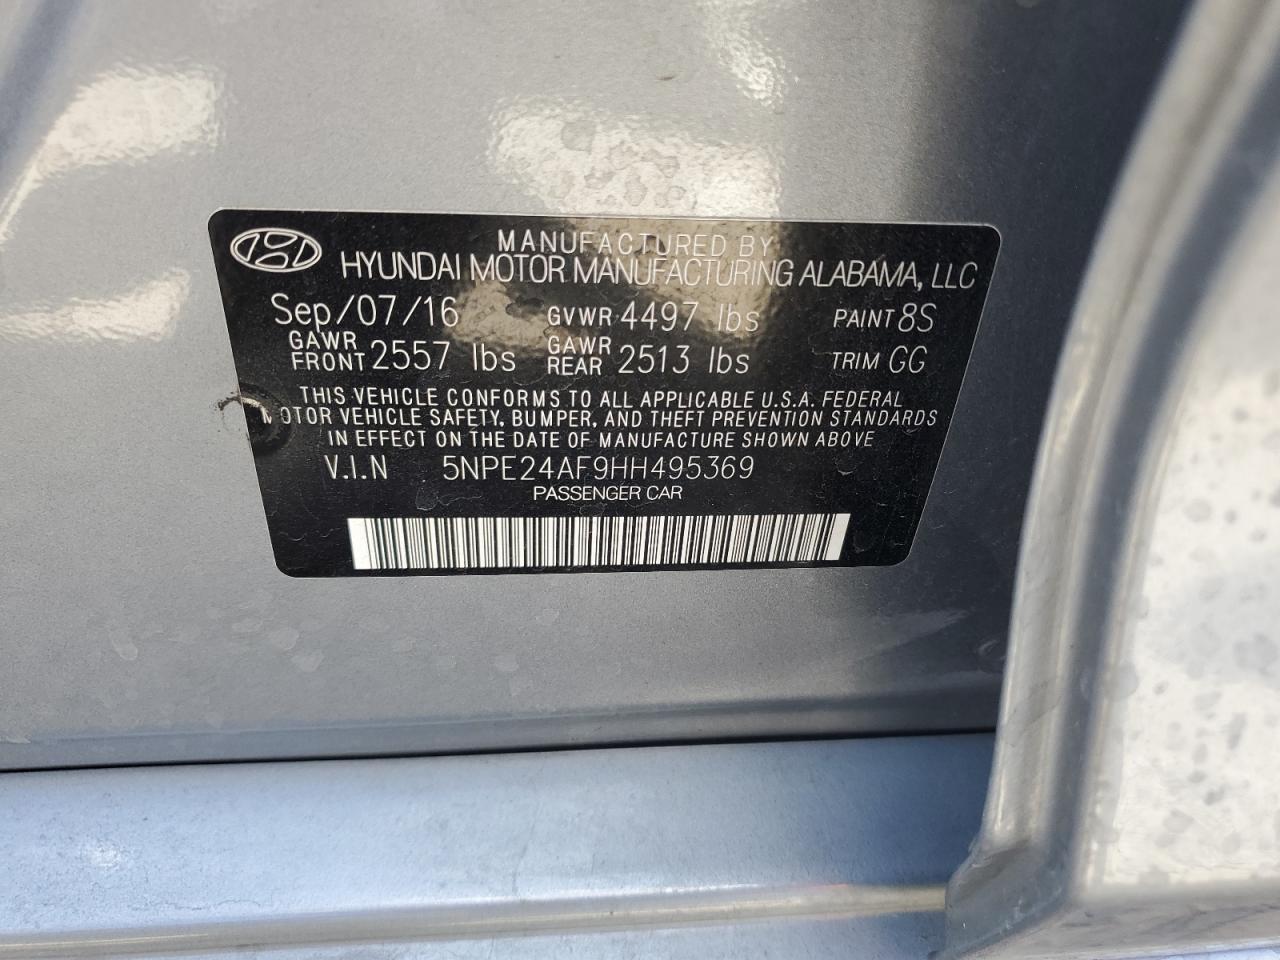 MANUFACTURED BY
HYUNDAI MOTOR MANUFACTURING ALABAMA, LLC
Sep/07/16 GVWR 4497 lbs PAINT 8S
GAWR FRONT 2557 lbs GAWR REAR 2513 lbs TRIM GG
THIS VEHICLE CONFORMS TO ALL APPLICABLE U.S.A. FEDERAL
MOTOR VEHICLE SAFETY, BUMPER, AND THEFT PREVENTION STANDARDS
IN EFFECT ON THE DATE OF MANUFACTURE SHOWN ABOVE
V.I.N 5NPE24AF9HH495369
PASSENGER CAR